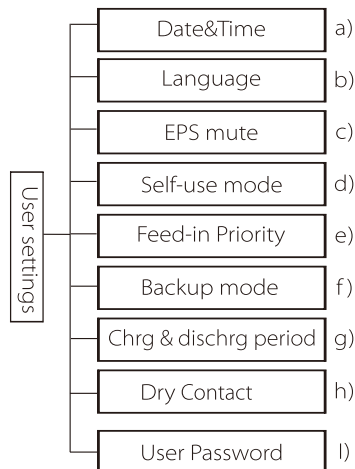 Date&Time a)
Language b)
EPS mute c)
Self-use mode d)
User settings
Feed-in Priority e)
Backup mode f)
Chrg & dischrg period g)
Dry Contact h)
User Password I)